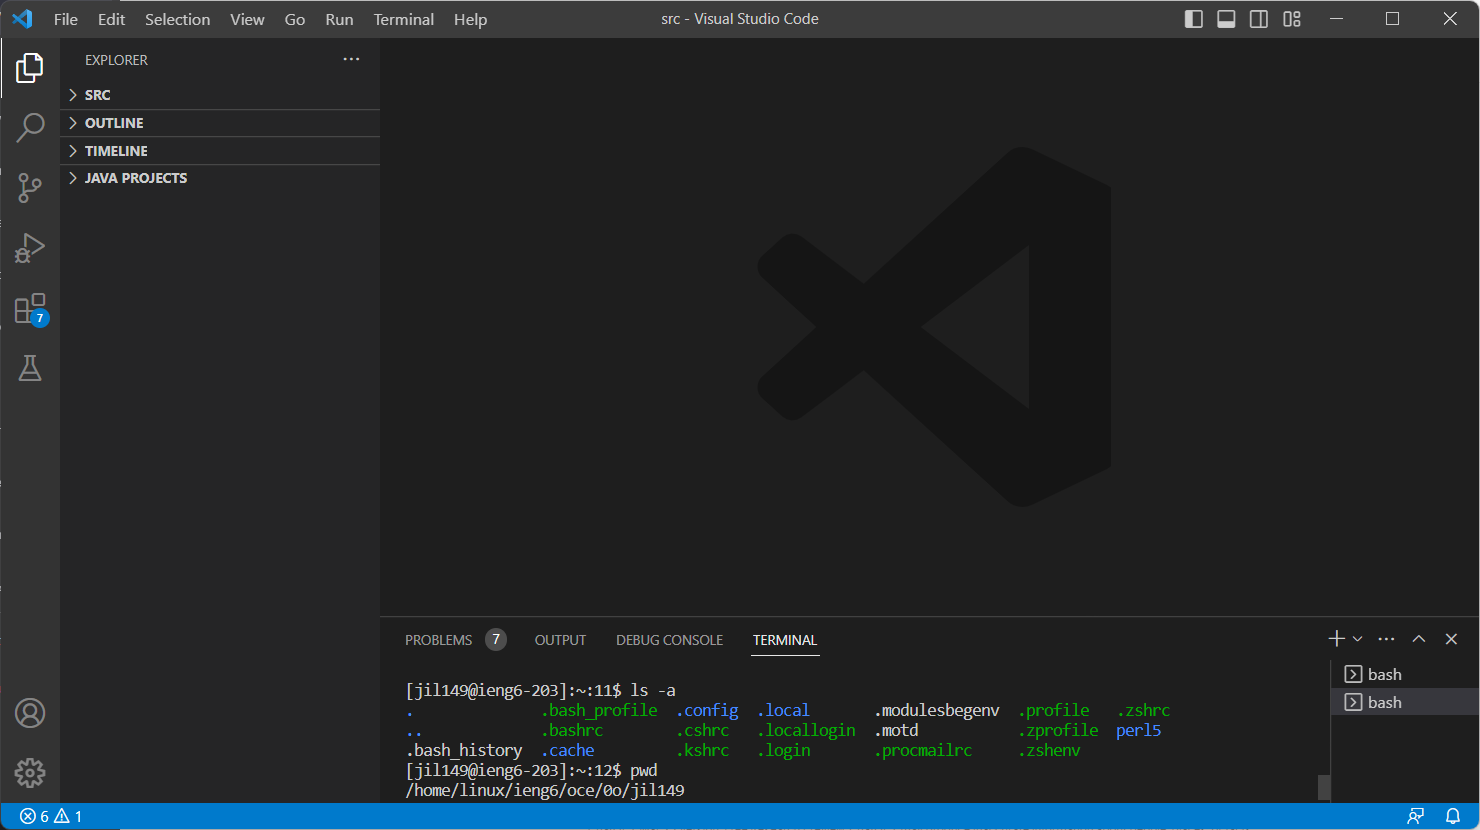 File Edit Selection View Go Run Terminal Help src - Visual Studio Code
EXPLORER ...
SRC
OUTLINE
TIMELINE
JAVA PROJECTS
7
PROBLEMS 7 OUTPUT DEBUG CONSOLE TERMINAL
[jil149@ieng6-203]:~:11$ ls -a
. .bash_profile .config .local .modulesbegenv .profile .zshrc
.. .bashrc .cshrc .locallogin .motd .zprofile perl5
.bash_history .cache .kshrc .login .procmailrc .zshenv
[jil149@ieng6-203]:~:12$ pwd
/home/linux/ieng6/oce/0o/jil149
bash
bash
6 1